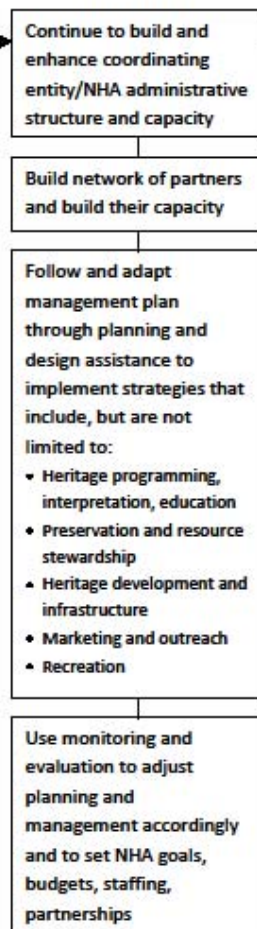 Continue to build and
enhance coordinating
entity/NHA administrative
structure and capacity
Build network of partners
and build their capacity
Follow and adapt
management plan
through planning and
design assistance to
implement strategies that
include, but are not
limited to:
• Heritage programming,
interpretation, education
• Preservation and resource
stewardship
• Heritage development and
infrastructure
• Marketing and outreach
• Recreation
Use monitoring and
evaluation to adjust
planning and
management accordingly
and to set NHA goals,
budgets, staffing,
partnerships